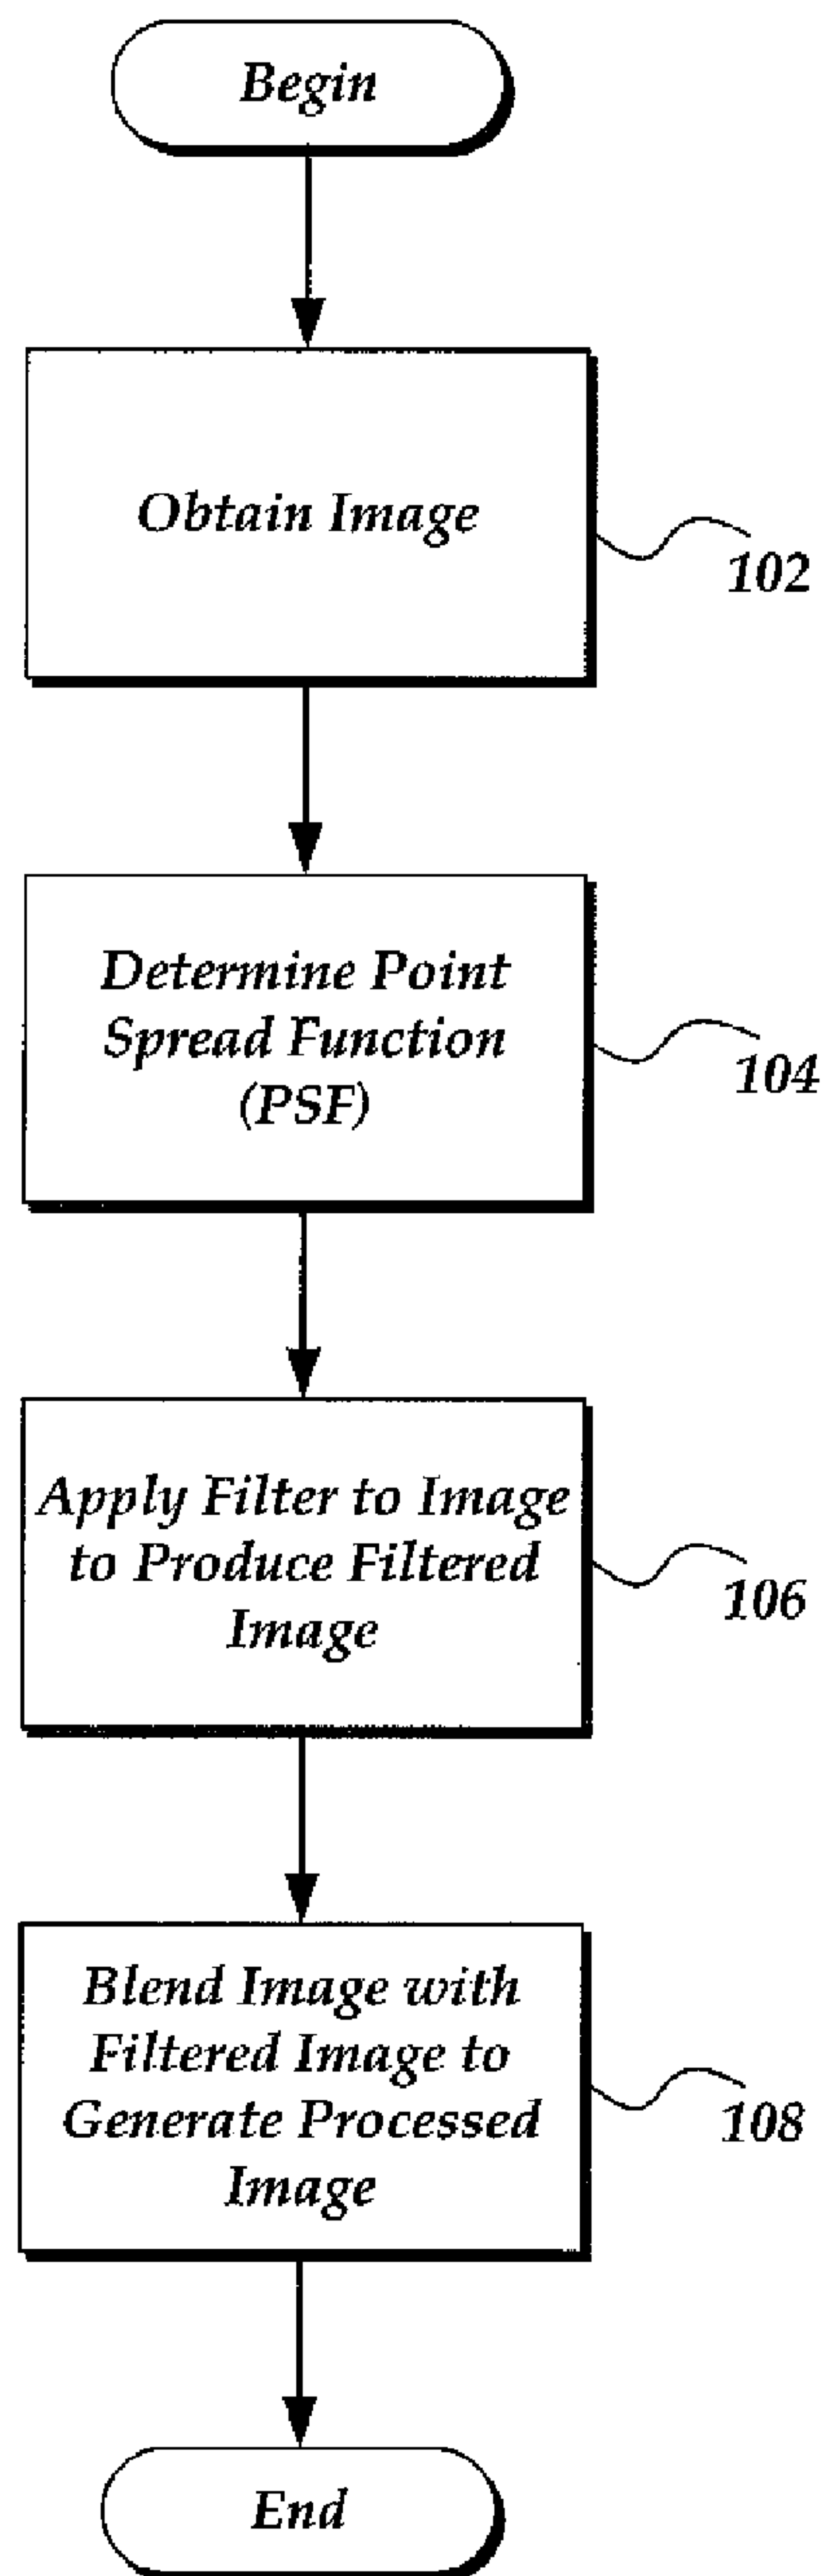 Begin
Obtain Image
102
Determine Point
Spread Function
(PSF)
104
Apply Filter to Image
to Produce Filtered
Image
106
Blend Image with
Filtered Image to
Generate Processed
Image
108
End